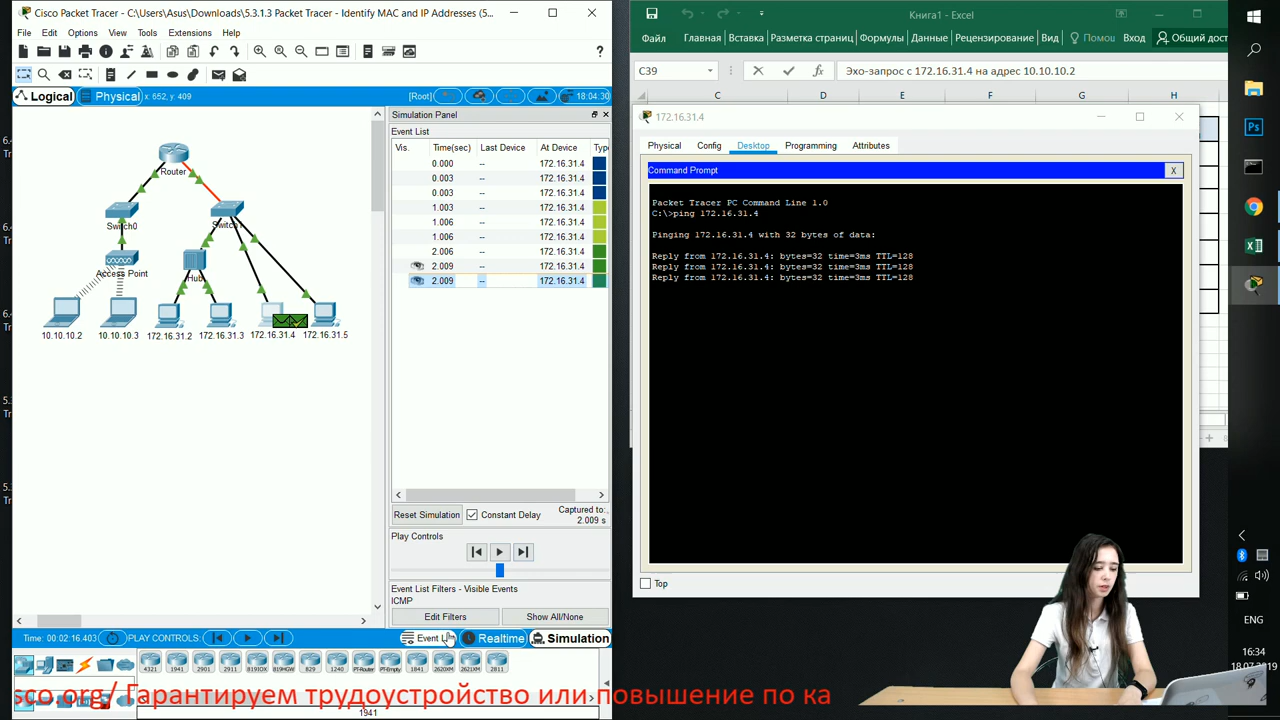 Cisco Packet Tracer - C:\Users\Asus\Downloads\5.3.1.3 Packet Tracer - Identify MAC and IP Addresses (5...
File Edit Options View Tools Extensions Help
Logical Physical x: 652, y: 409 [Root] 18:04:30
Router
Switch0
Switch1
Access Point
Hub
10.10.10.2 10.10.10.3 172.16.31.2 172.16.31.3 172.16.31.4 172.16.31.5
Simulation Panel
Event List
Vis. Time(sec) Last Device At Device Type
0.000 -- 172.16.31.4
0.003 -- 172.16.31.4
0.003 -- 172.16.31.4
1.003 -- 172.16.31.4
1.006 -- 172.16.31.4
1.006 -- 172.16.31.4
2.006 -- 172.16.31.4
2.009 -- 172.16.31.4
2.009 -- 172.16.31.4
Reset Simulation Constant Delay Captured to:
2.009 s
Play Controls
Event List Filters - Visible Events
ICMP
Edit Filters Show All/None
Time: 00:02:16.403 PLAY CONTROLS: Event List Realtime Simulation
4321 1941 2901 2911 819IOX 819HGW 829 1240 PT-Router PT-Empty 1841 2620XM 2621XM 2811
1941
Книга1 - Excel
Файл Главная Вставка Разметка страниц Формулы Данные Рецензирование Вид Помощ Вход Общий дост
C39 fx Эхо-запрос с 172.16.31.4 на адрес 10.10.10.2
C D E F G H
172.16.31.4
Physical Config Desktop Programming Attributes
Command Prompt X
Packet Tracer PC Command Line 1.0
C:\>ping 172.16.31.4
Pinging 172.16.31.4 with 32 bytes of data:
Reply from 172.16.31.4: bytes=32 time=3ms TTL=128
Reply from 172.16.31.4: bytes=32 time=3ms TTL=128
Reply from 172.16.31.4: bytes=32 time=3ms TTL=128
Top
ENG
16:34
18.07.2019
sco.org/ Гарантируем трудоустройство или повышение по ка